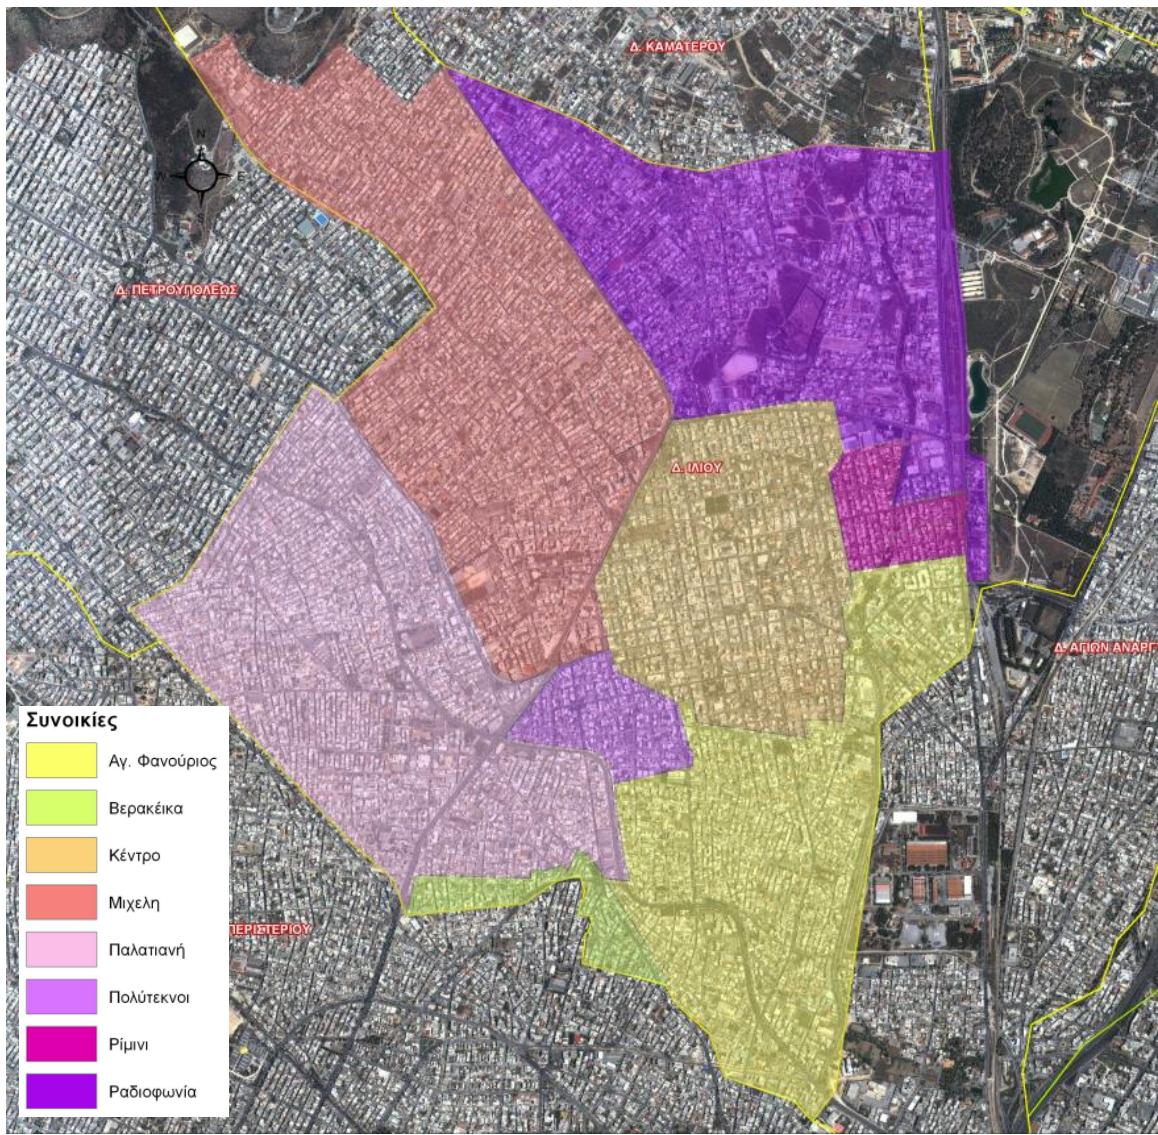 Δ. ΚΑΜΑΤΕΡΟΥ
N
W E
S
Δ. ΠΕΤΡΟΥΠΟΛΕΩΣ
Δ. ΙΛΙΟΥ
Δ. ΑΓΙΩΝ ΑΝΑΡΓ
ΠΕΡΙΣΤΕΡΙΟΥ
Συνοικίες
Αγ. Φανούριος
Βερακέικα
Κέντρο
Μιχελη
Παλατιανή
Πολύτεκνοι
Ρίμινι
Ραδιοφωνία